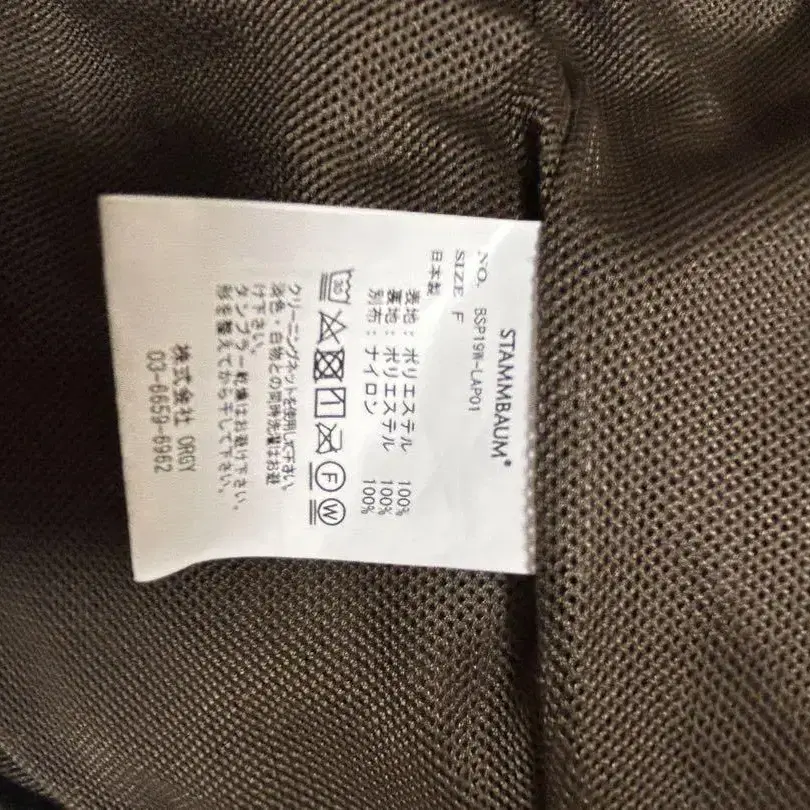 STAMMBAUM®
NO. BSP19W-LAP01
SIZE F
日本製
表地：ポリエステル 100%
裏地：ポリエステル 100%
別布：ナイロン 100%
30
F W
クリーニングネットを使用して下さい。
淡色・白物との同時洗濯はお避
け下さい。
タンブラー乾燥はお避け下さい。
形を整えてから干して下さい。
株式会社 ORGY
03-6659-6962